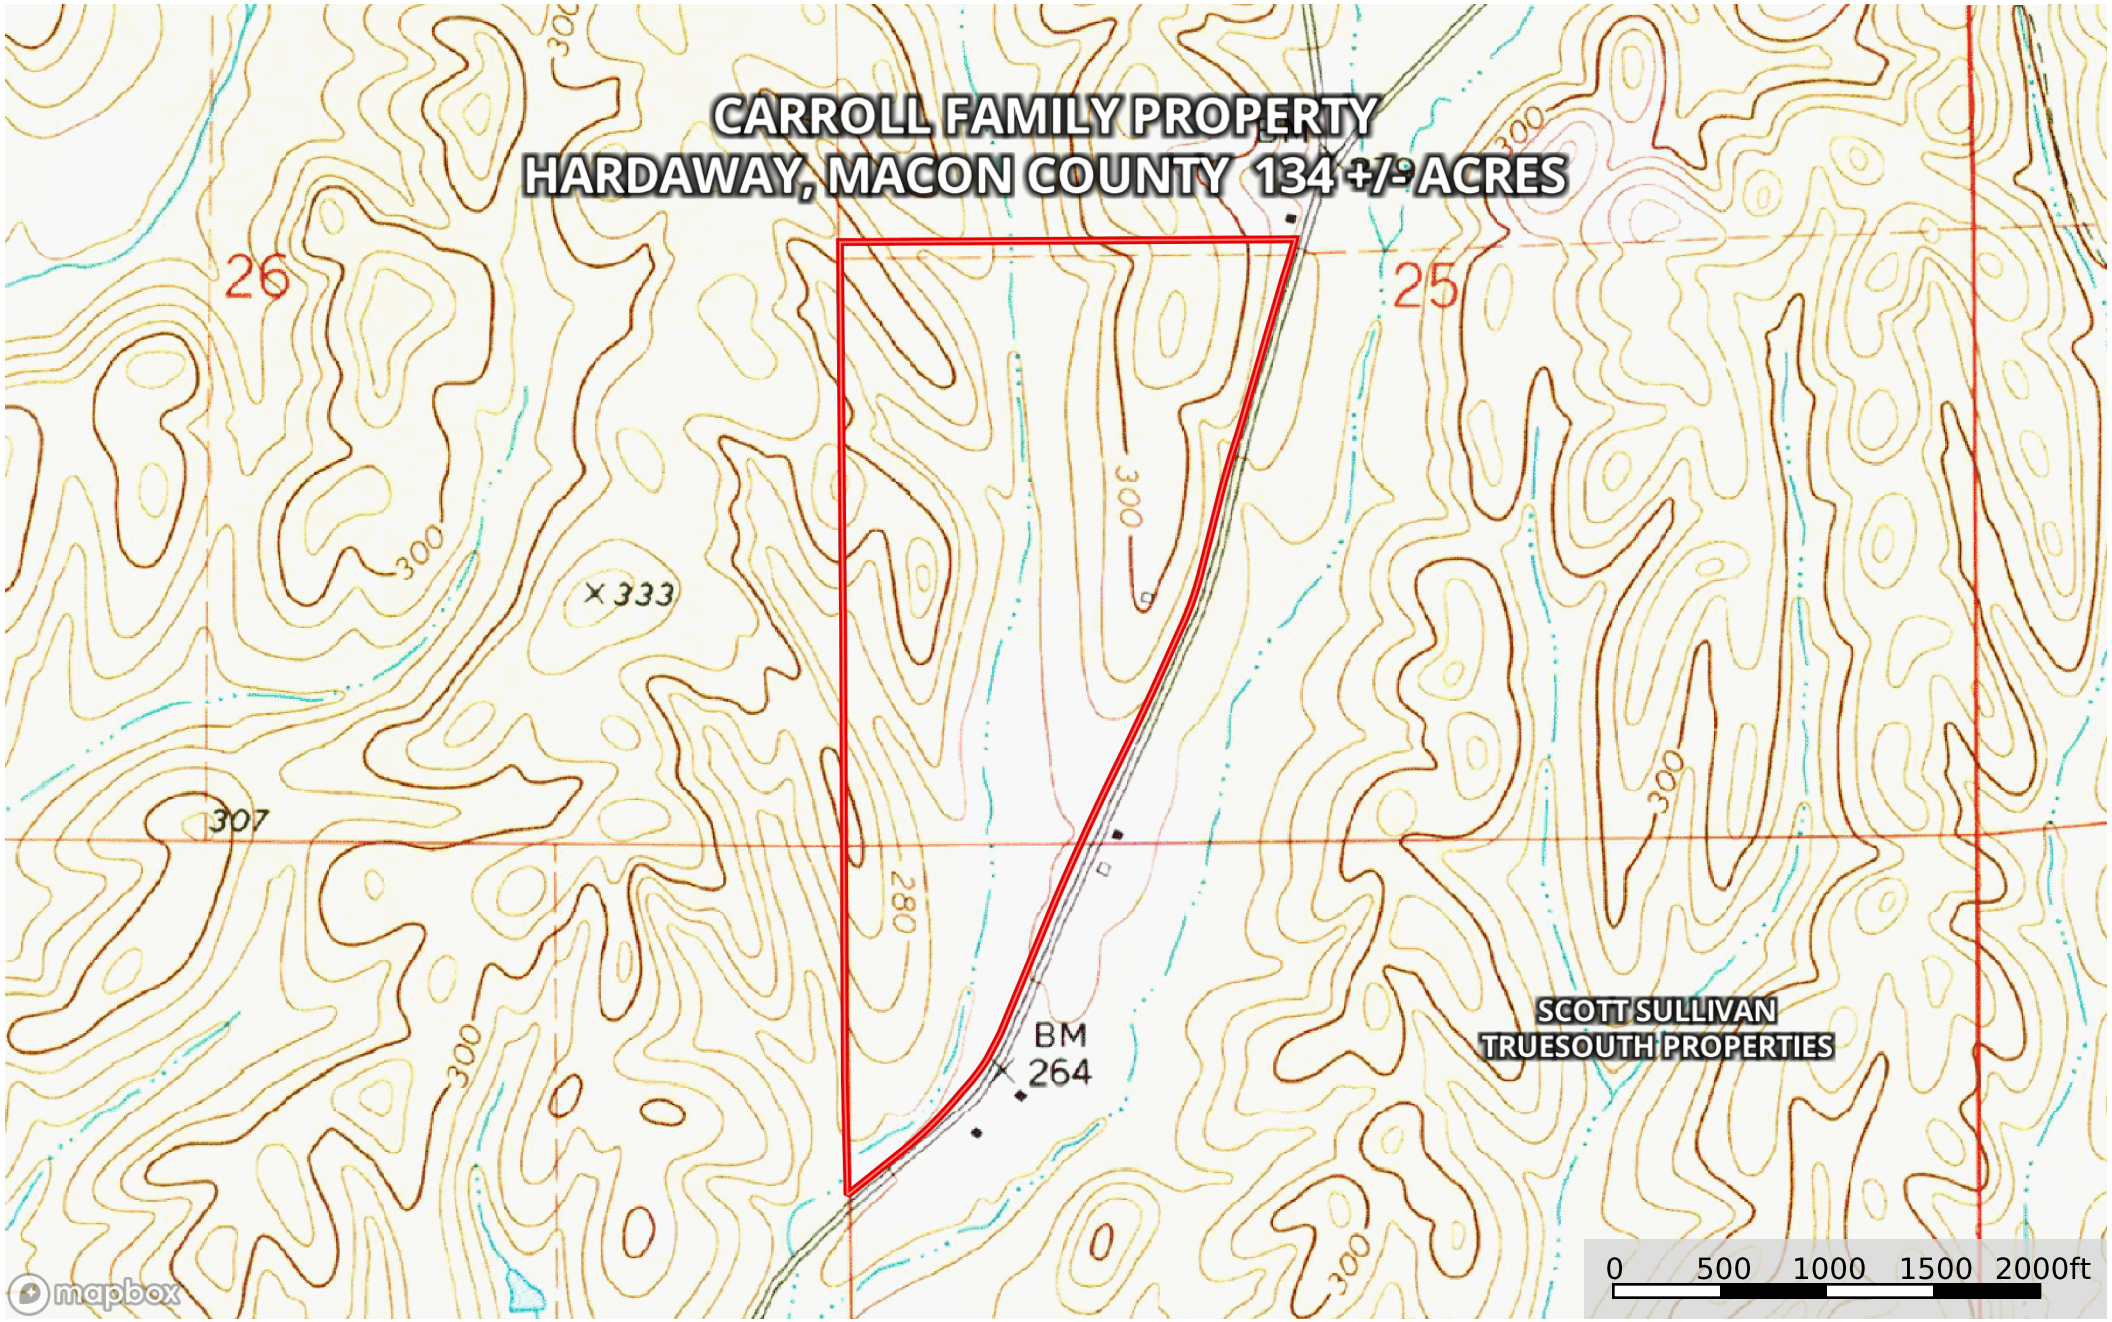 300
CARROLL FAMILY PROPERTY
300
HARDAWAY, MACON COUNTY 134 +/- ACRES
26
25
300
300
333
300
307
280
SCOTT SULLIVAN
TRUESOUTH PROPERTIES
BM
264
300
300
0 500 1000 1500 2000ft
mapbox